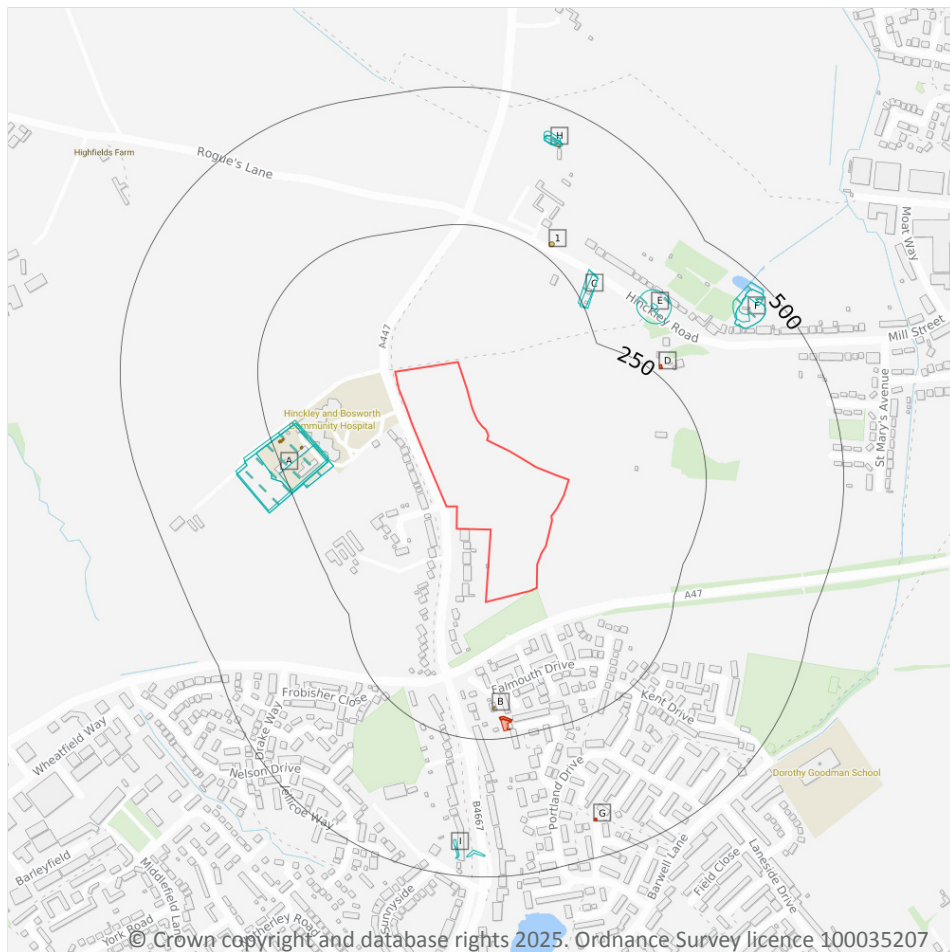 H
Highfields Farm
Rogue's Lane
Moat Way
1
C
E
F
Hinckley Road
500
Mill Street
A447
250
D
Hinckley and Bosworth
Community Hospital
St Mary's Avenue
A
A47
Falmouth Drive
Frobisher Close
B
Kent Drive
Drake Way
Wheatfield Way
Nelson Drive
Jellicoe Way
Portland Drive
Dorothy Goodman School
B4667
G
I
Barwell Lane
Laneside Drive
Field Close
Barleyfield
Middlefield Lane
Sunnyside
York Road
© Crown copyright and database rights 2025. Ordnance Survey licence 100035207.